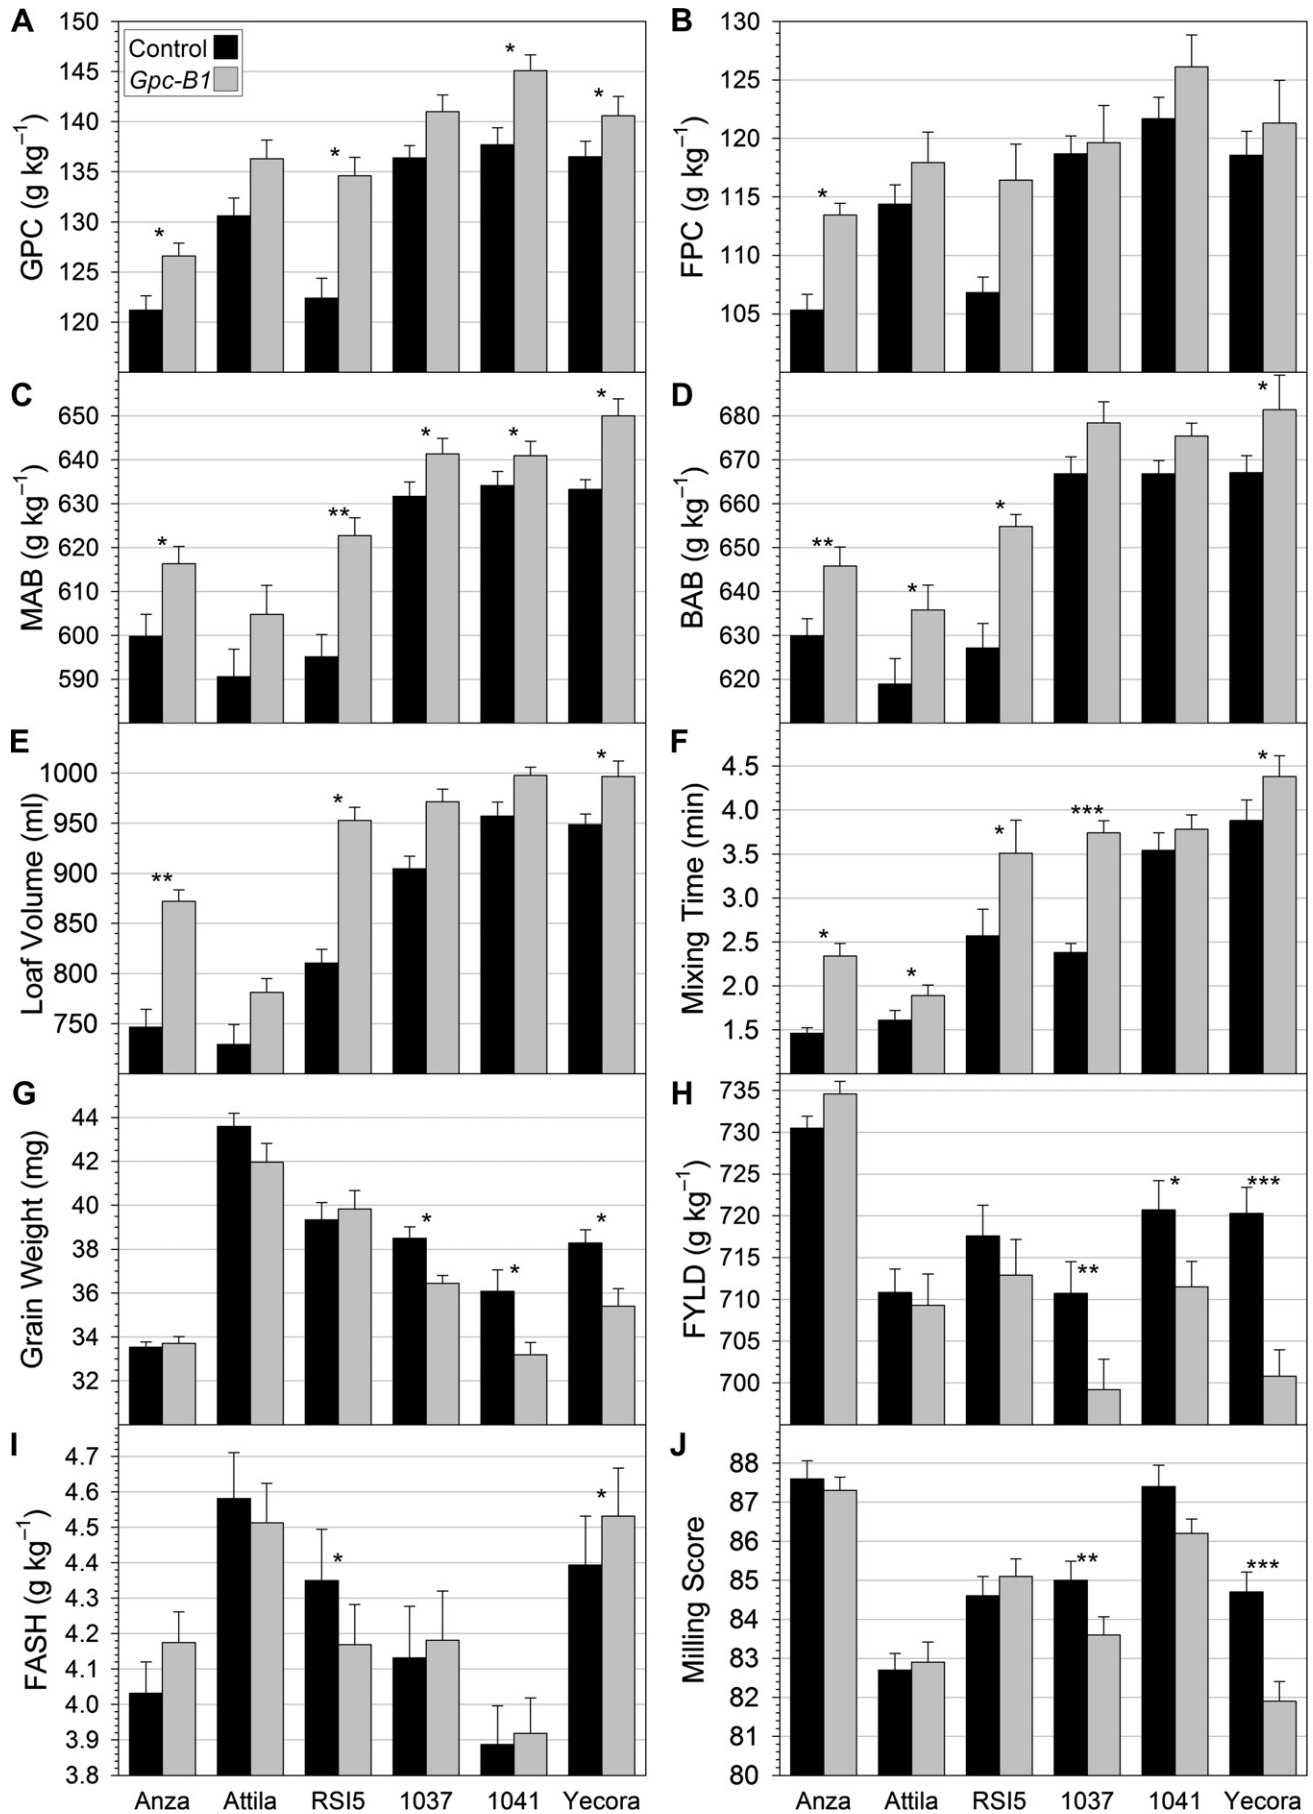 A
150
145
140
135
130
125
120
GPC (g kg⁻¹)
Control
Gpc-B1
* * * *
B
130
125
120
115
110
105
FPC (g kg⁻¹)
*
C
650
640
630
620
610
600
590
MAB (g kg⁻¹)
* ** * * *
D
680
670
660
650
640
630
620
BAB (g kg⁻¹)
** * * *
E
1000
950
900
850
800
750
Loaf Volume (ml)
** * *
F
4.5
4.0
3.5
3.0
2.5
2.0
1.5
Mixing Time (min)
* * * *** *
G
44
42
40
38
36
34
32
Grain Weight (mg)
* * *
H
735
730
725
720
715
710
705
700
FYLD (g kg⁻¹)
** * ***
I
4.7
4.6
4.5
4.4
4.3
4.2
4.1
4.0
3.9
3.8
FASH (g kg⁻¹)
* *
Anza Attila RSI5 1037 1041 Yecora
J
88
87
86
85
84
83
82
81
80
Milling Score
** ***
Anza Attila RSI5 1037 1041 Yecora